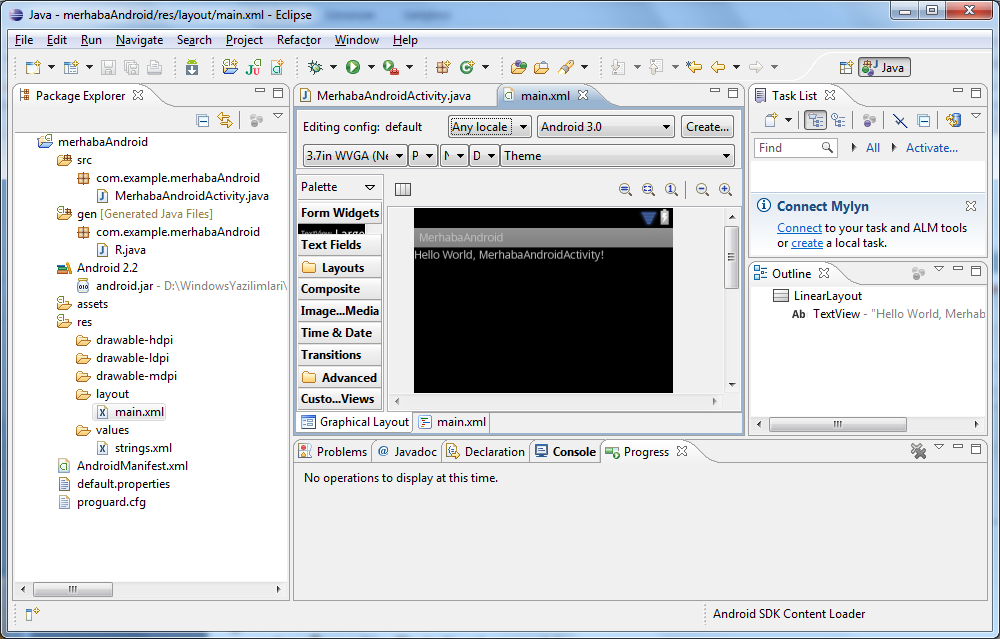 Java - merhabaAndroid/res/layout/main.xml - Eclipse
File Edit Run Navigate Search Project Refactor Window Help
Java
Package Explorer
merhabaAndroid
src
com.example.merhabaAndroid
MerhabaAndroidActivity.java
gen [Generated Java Files]
com.example.merhabaAndroid
R.java
Android 2.2
android.jar - D:\WindowsYazilimlari\
assets
res
drawable-hdpi
drawable-ldpi
drawable-mdpi
layout
main.xml
values
strings.xml
AndroidManifest.xml
default.properties
proguard.cfg
MerhabaAndroidActivity.java
main.xml
Editing config: default
Any locale
Android 3.0
Create...
3.7in WVGA (Ne
P
N
D
Theme
Palette
Form Widgets
TextView Large
Text Fields
Layouts
Composite
Image...Media
Time & Date
Transitions
Advanced
Custo...Views
MerhabaAndroid
Hello World, MerhabaAndroidActivity!
Graphical Layout
main.xml
Task List
Find
All
Activate...
Connect Mylyn
Connect to your task and ALM tools
or create a local task.
Outline
LinearLayout
Ab TextView - "Hello World, Merhab
Problems
@ Javadoc
Declaration
Console
Progress
No operations to display at this time.
Android SDK Content Loader